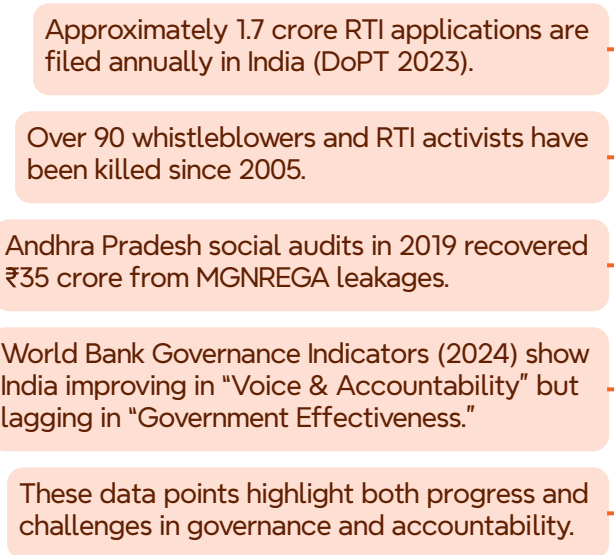 Approximately 1.7 crore RTI applications are
filed annually in India (DoPT 2023).
Over 90 whistleblowers and RTI activists have
been killed since 2005.
Andhra Pradesh social audits in 2019 recovered
₹35 crore from MGNREGA leakages.
World Bank Governance Indicators (2024) show
India improving in “Voice & Accountability” but
lagging in “Government Effectiveness.”
These data points highlight both progress and
challenges in governance and accountability.